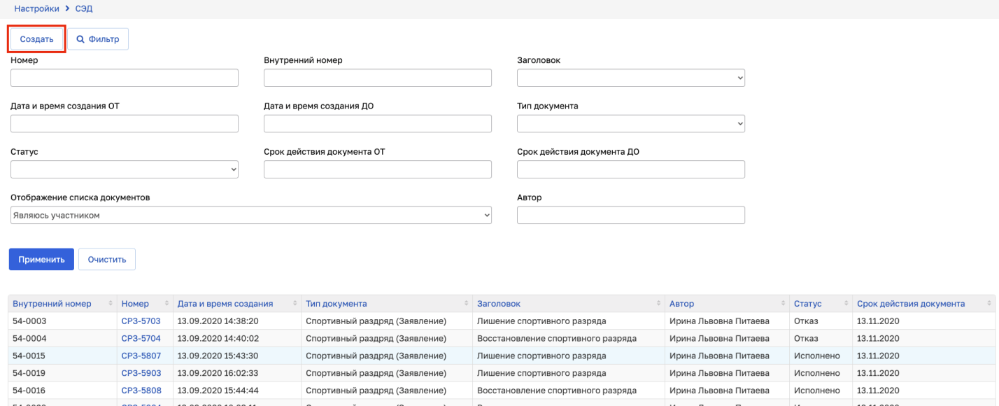 Настройки > СЭД
Создать Фильтр
Номер Внутренний номер Заголовок
Дата и время создания ОТ Дата и время создания ДО Тип документа
Статус Срок действия документа ОТ Срок действия документа ДО
Отображение списка документов Автор
Являюсь участником
Применить Очистить
Внутренний номер Номер Дата и время создания Тип документа Заголовок Автор Статус Срок действия документа
54-0003 СРЗ-5703 13.09.2020 14:38:20 Спортивный раздряд (Заявление) Лишение спортивного разряда Ирина Львовна Питаева Отказ 13.11.2020
54-0004 СРЗ-5704 13.09.2020 14:40:02 Спортивный раздряд (Заявление) Восстановление спортивного разряда Ирина Львовна Питаева Отказ 13.11.2020
54-0015 СРЗ-5807 13.09.2020 15:43:30 Спортивный раздряд (Заявление) Лишение спортивного разряда Ирина Львовна Питаева Исполнено 13.11.2020
54-0019 СРЗ-5903 13.09.2020 16:02:33 Спортивный раздряд (Заявление) Лишение спортивного разряда Ирина Львовна Питаева Исполнено 13.11.2020
54-0016 СРЗ-5808 13.09.2020 15:44:44 Спортивный раздряд (Заявление) Восстановление спортивного разряда Ирина Львовна Питаева Исполнено 13.11.2020